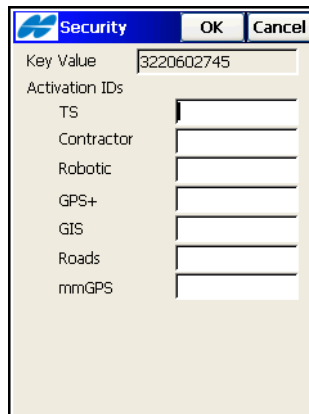 Security OK Cancel
Key Value 3220602745
Activation IDs
TS
Contractor
Robotic
GPS+
GIS
Roads
mmGPS